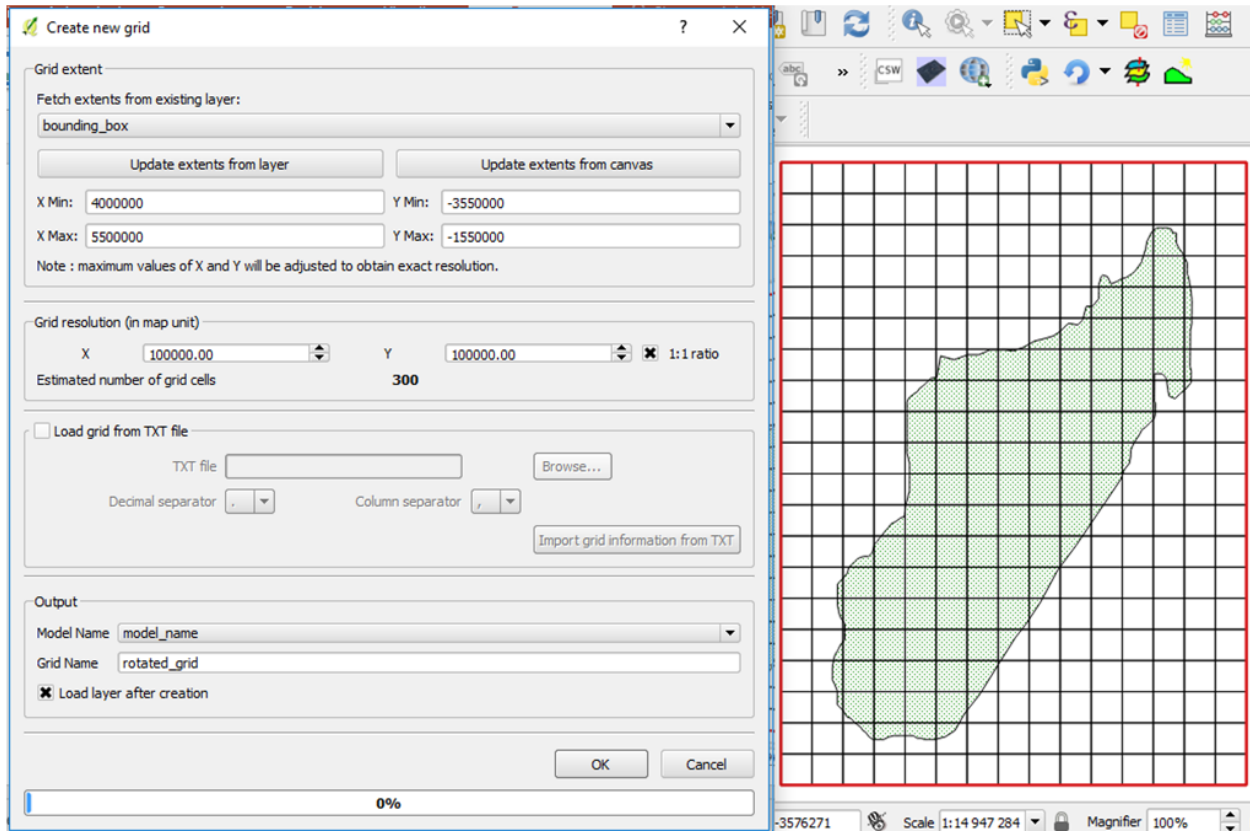 Create new grid ? X
Grid extent
Fetch extents from existing layer:
bounding_box
Update extents from layer Update extents from canvas
X Min: 4000000 Y Min: -3550000
X Max: 5500000 Y Max: -1550000
Note : maximum values of X and Y will be adjusted to obtain exact resolution.
Grid resolution (in map unit)
X 100000.00 Y 100000.00 1:1 ratio
Estimated number of grid cells 300
Load grid from TXT file
TXT file Browse...
Decimal separator . Column separator ,
Import grid information from TXT
Output
Model Name model_name
Grid Name rotated_grid
Load layer after creation
OK Cancel
0%
abc » CSW
-3576271 Scale 1:14 947 284 Magnifier 100%